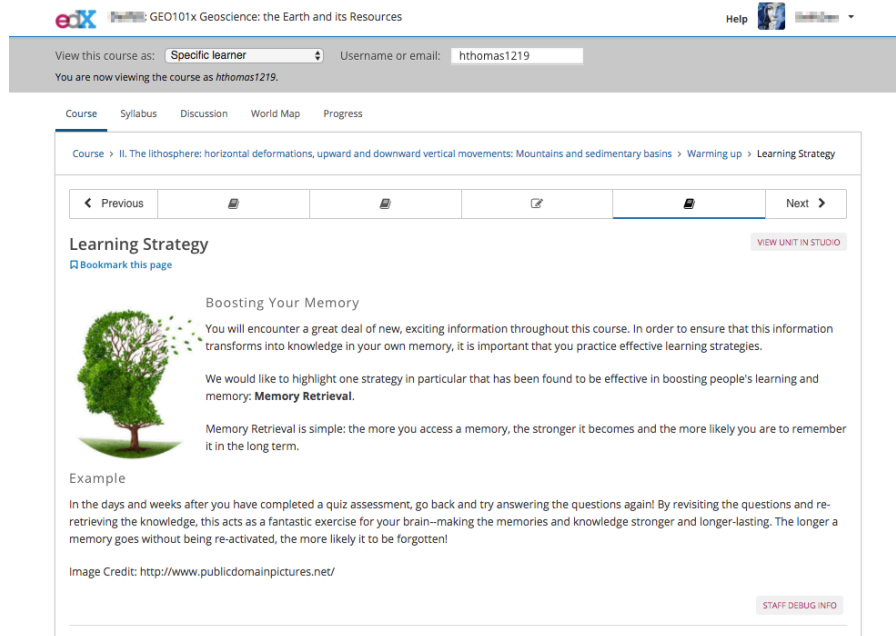 edX
: GEO101x Geoscience: the Earth and its Resources
Help
View this course as: Specific learner Username or email: hthomas1219
You are now viewing the course as hthomas1219.
Course Syllabus Discussion World Map Progress
Course > II. The lithosphere: horizontal deformations, upward and downward vertical movements: Mountains and sedimentary basins > Warming up > Learning Strategy
Previous Next
Learning Strategy
VIEW UNIT IN STUDIO
Bookmark this page
Boosting Your Memory
You will encounter a great deal of new, exciting information throughout this course. In order to ensure that this information
transforms into knowledge in your own memory, it is important that you practice effective learning strategies.
We would like to highlight one strategy in particular that has been found to be effective in boosting people's learning and
memory: Memory Retrieval.
Memory Retrieval is simple: the more you access a memory, the stronger it becomes and the more likely you are to remember
it in the long term.
Example
In the days and weeks after you have completed a quiz assessment, go back and try answering the questions again! By revisiting the questions and re-
retrieving the knowledge, this acts as a fantastic exercise for your brain--making the memories and knowledge stronger and longer-lasting. The longer a
memory goes without being re-activated, the more likely it to be forgotten!
Image Credit: http://www.publicdomainpictures.net/
STAFF DEBUG INFO